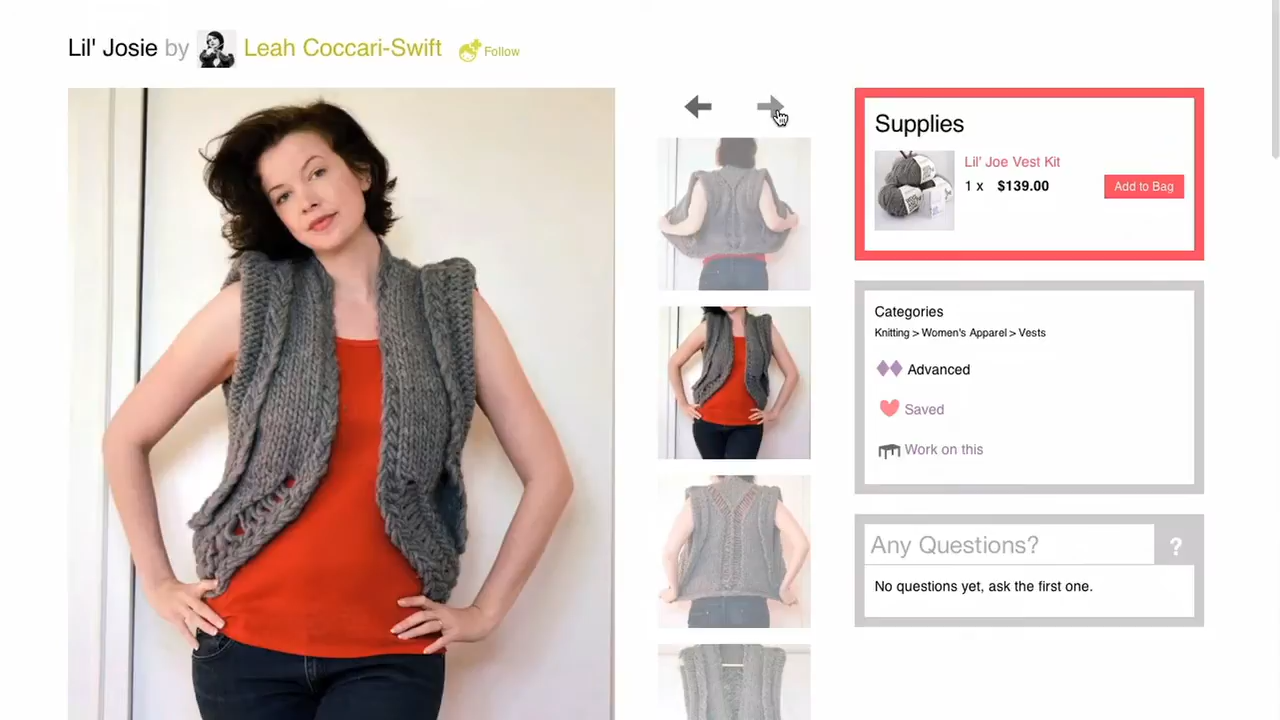 Lil' Josie by Leah Coccari-Swift Follow
Supplies
Lil' Joe Vest Kit
1 x $139.00 Add to Bag
Categories
Knitting > Women's Apparel > Vests
Advanced
Saved
Work on this
Any Questions? ?
No questions yet, ask the first one.